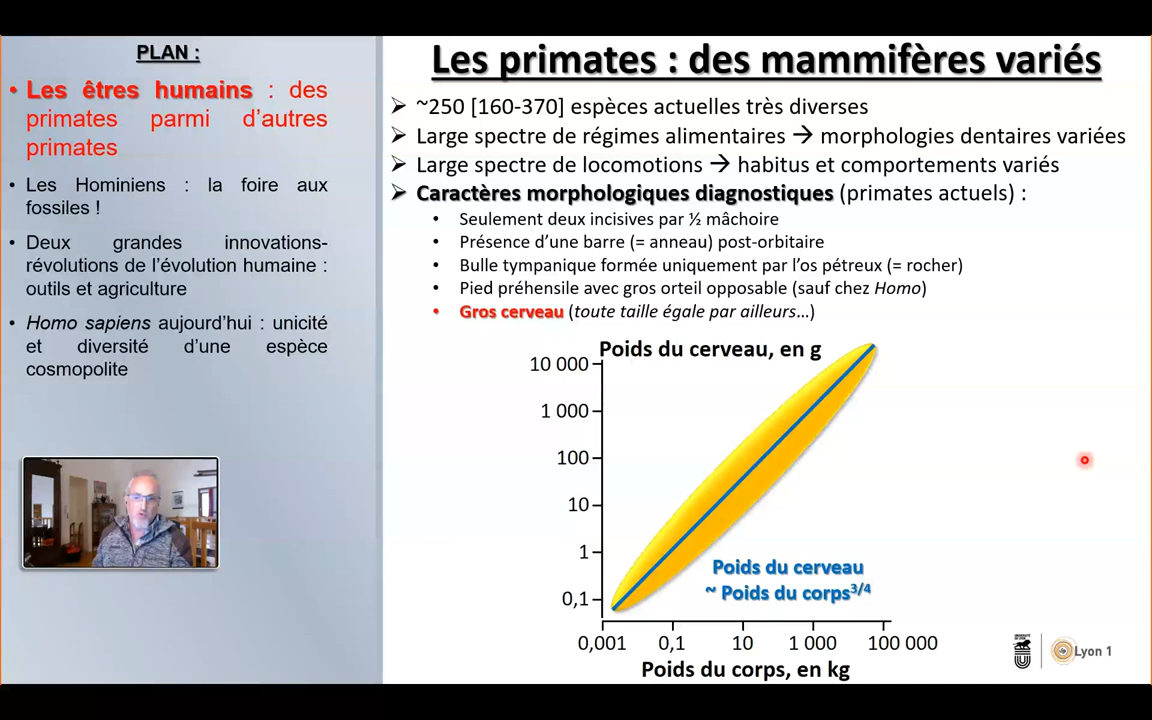 PLAN :
• Les êtres humains : des
primates parmi d'autres
primates
• Les Hominiens : la foire aux
fossiles !
• Deux grandes innovations-
révolutions de l'évolution humaine :
outils et agriculture
• Homo sapiens aujourd'hui : unicité
et diversité d'une espèce
cosmopolite
Les primates : des mammifères variés
➢ ~250 [160-370] espèces actuelles très diverses
➢ Large spectre de régimes alimentaires → morphologies dentaires variées
➢ Large spectre de locomotions → habitus et comportements variés
➢ Caractères morphologiques diagnostiques (primates actuels) :
• Seulement deux incisives par ½ mâchoire
• Présence d'une barre (= anneau) post-orbitaire
• Bulle tympanique formée uniquement par l'os pétreux (= rocher)
• Pied préhensile avec gros orteil opposable (sauf chez Homo)
• Gros cerveau (toute taille égale par ailleurs…)
Poids du cerveau, en g
10 000
1 000
100
10
1
0,1
Poids du cerveau
~ Poids du corps3/4
0,001 0,1 10 1 000 100 000
Poids du corps, en kg
Lyon 1